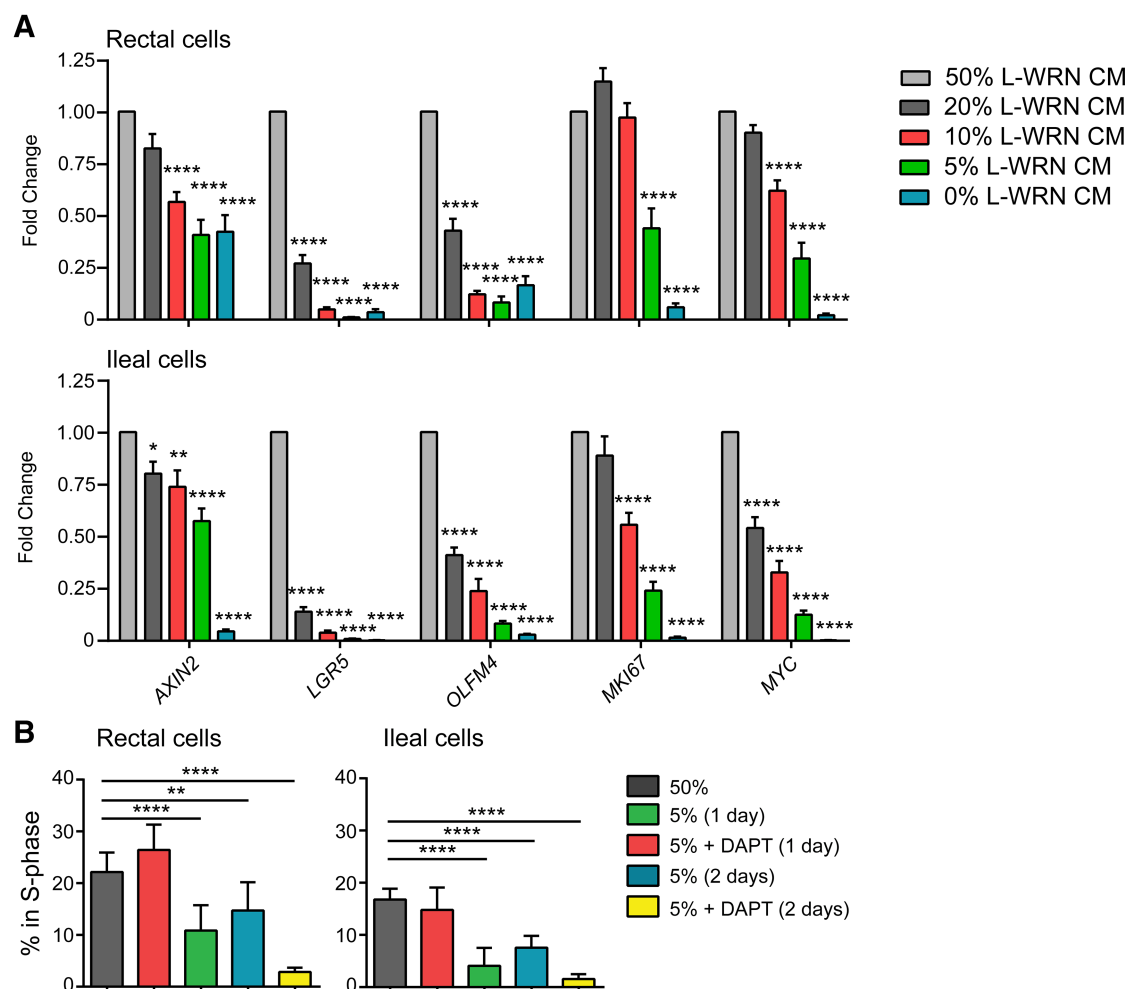 A
Rectal cells
50% L-WRN CM
20% L-WRN CM
10% L-WRN CM
5% L-WRN CM
0% L-WRN CM
Fold Change
1.25
1.00
0.75
0.50
0.25
0
**** **** ****
**** **** **** ****
**** **** **** ****
**** ****
**** **** ****
Ileal cells
Fold Change
1.25
1.00
0.75
0.50
0.25
0
* ** **** ****
**** **** **** ****
**** **** **** ****
**** **** ****
**** **** **** ****
AXIN2 LGR5 OLFM4 MKI67 MYC
B
Rectal cells
% in S-phase
40
30
20
10
0
****
**
****
Ileal cells
40
30
20
10
0
****
****
****
50%
5% (1 day)
5% + DAPT (1 day)
5% (2 days)
5% + DAPT (2 days)